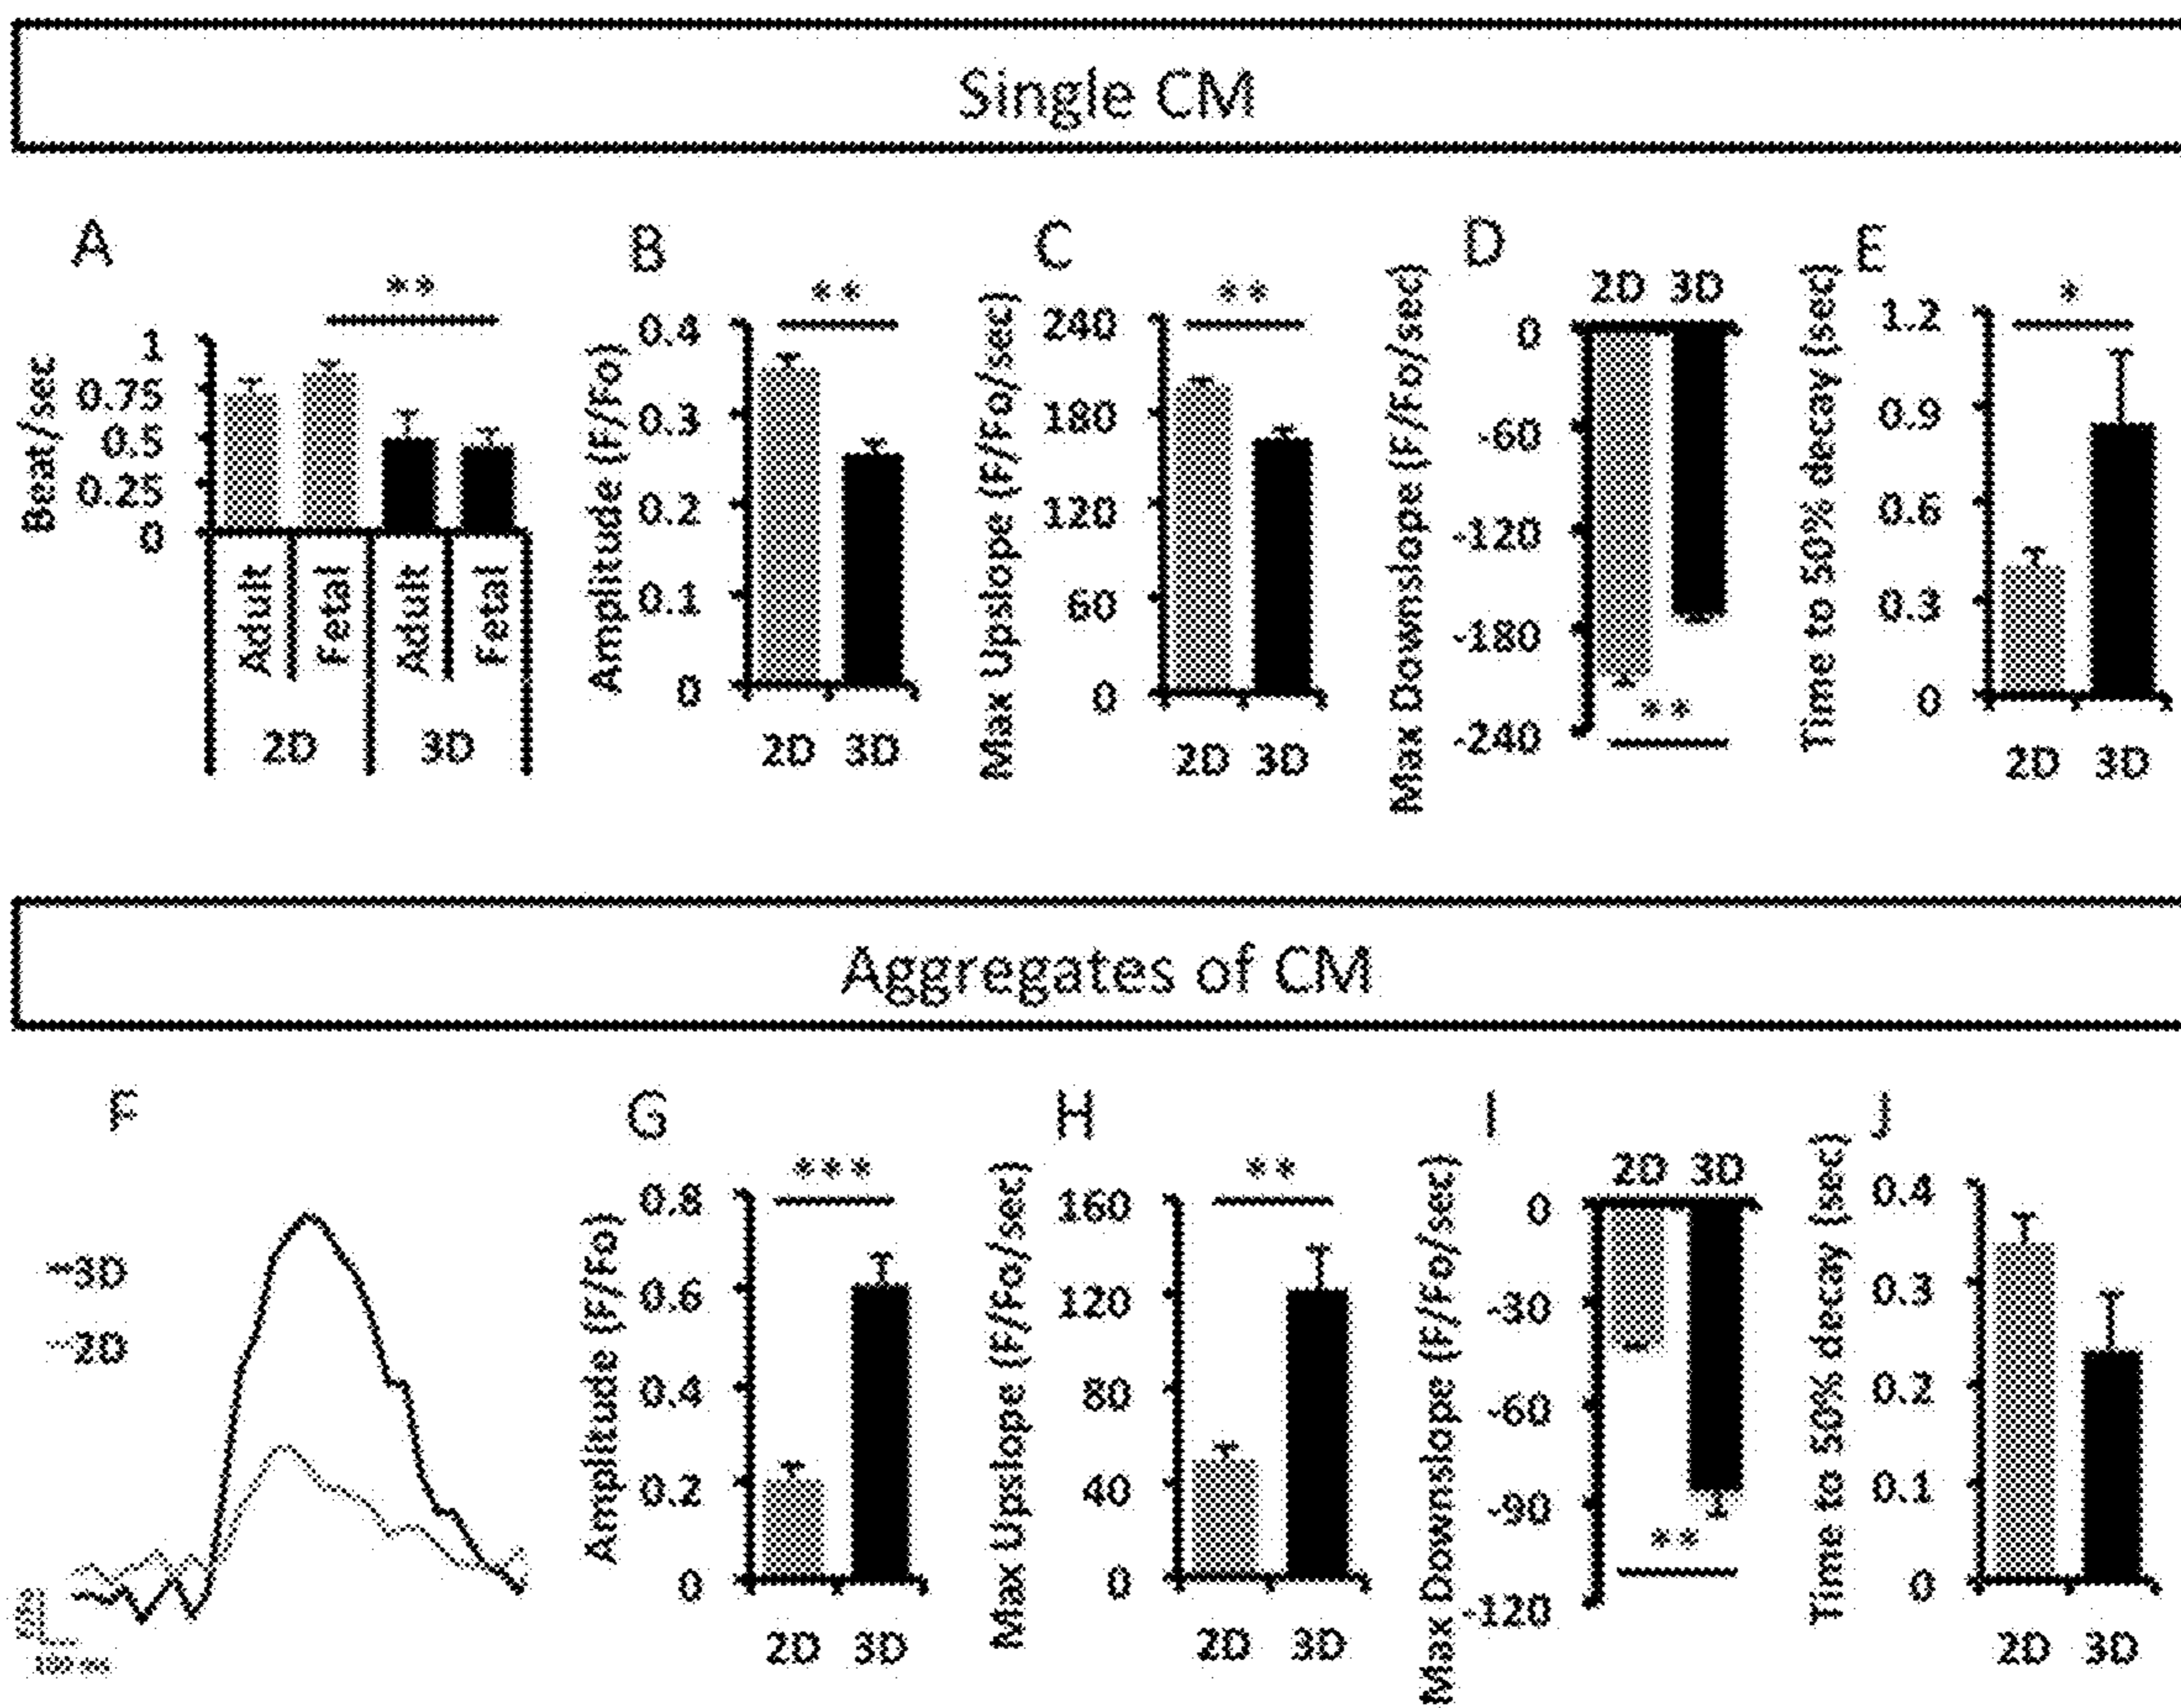 Single CM
A
**
Beat/sec
1
0.75
0.5
0.25
0
Adult
Fetal
Adult
Fetal
2D
3D
B
**
Amplitude (F/Fo)
0.4
0.3
0.2
0.1
0
2D 3D
C
**
Max Upslope (F/Fo/sec)
240
180
120
60
0
2D 3D
D
2D 3D
Max Downslope (F/Fo/sec)
0
-60
-120
-180
-240
**
E
*
Time to 50% decay (sec)
1.2
0.9
0.6
0.3
0
2D 3D
Aggregates of CM
F
3D
2D
G
***
Amplitude (F/Fo)
0.8
0.6
0.4
0.2
0
2D 3D
H
**
Max Upslope (F/Fo/sec)
160
120
80
40
0
2D 3D
I
2D 3D
Max Downslope (F/Fo/sec)
0
-30
-60
-90
-120
**
J
Time to 50% decay (sec)
0.4
0.3
0.2
0.1
0
2D 3D